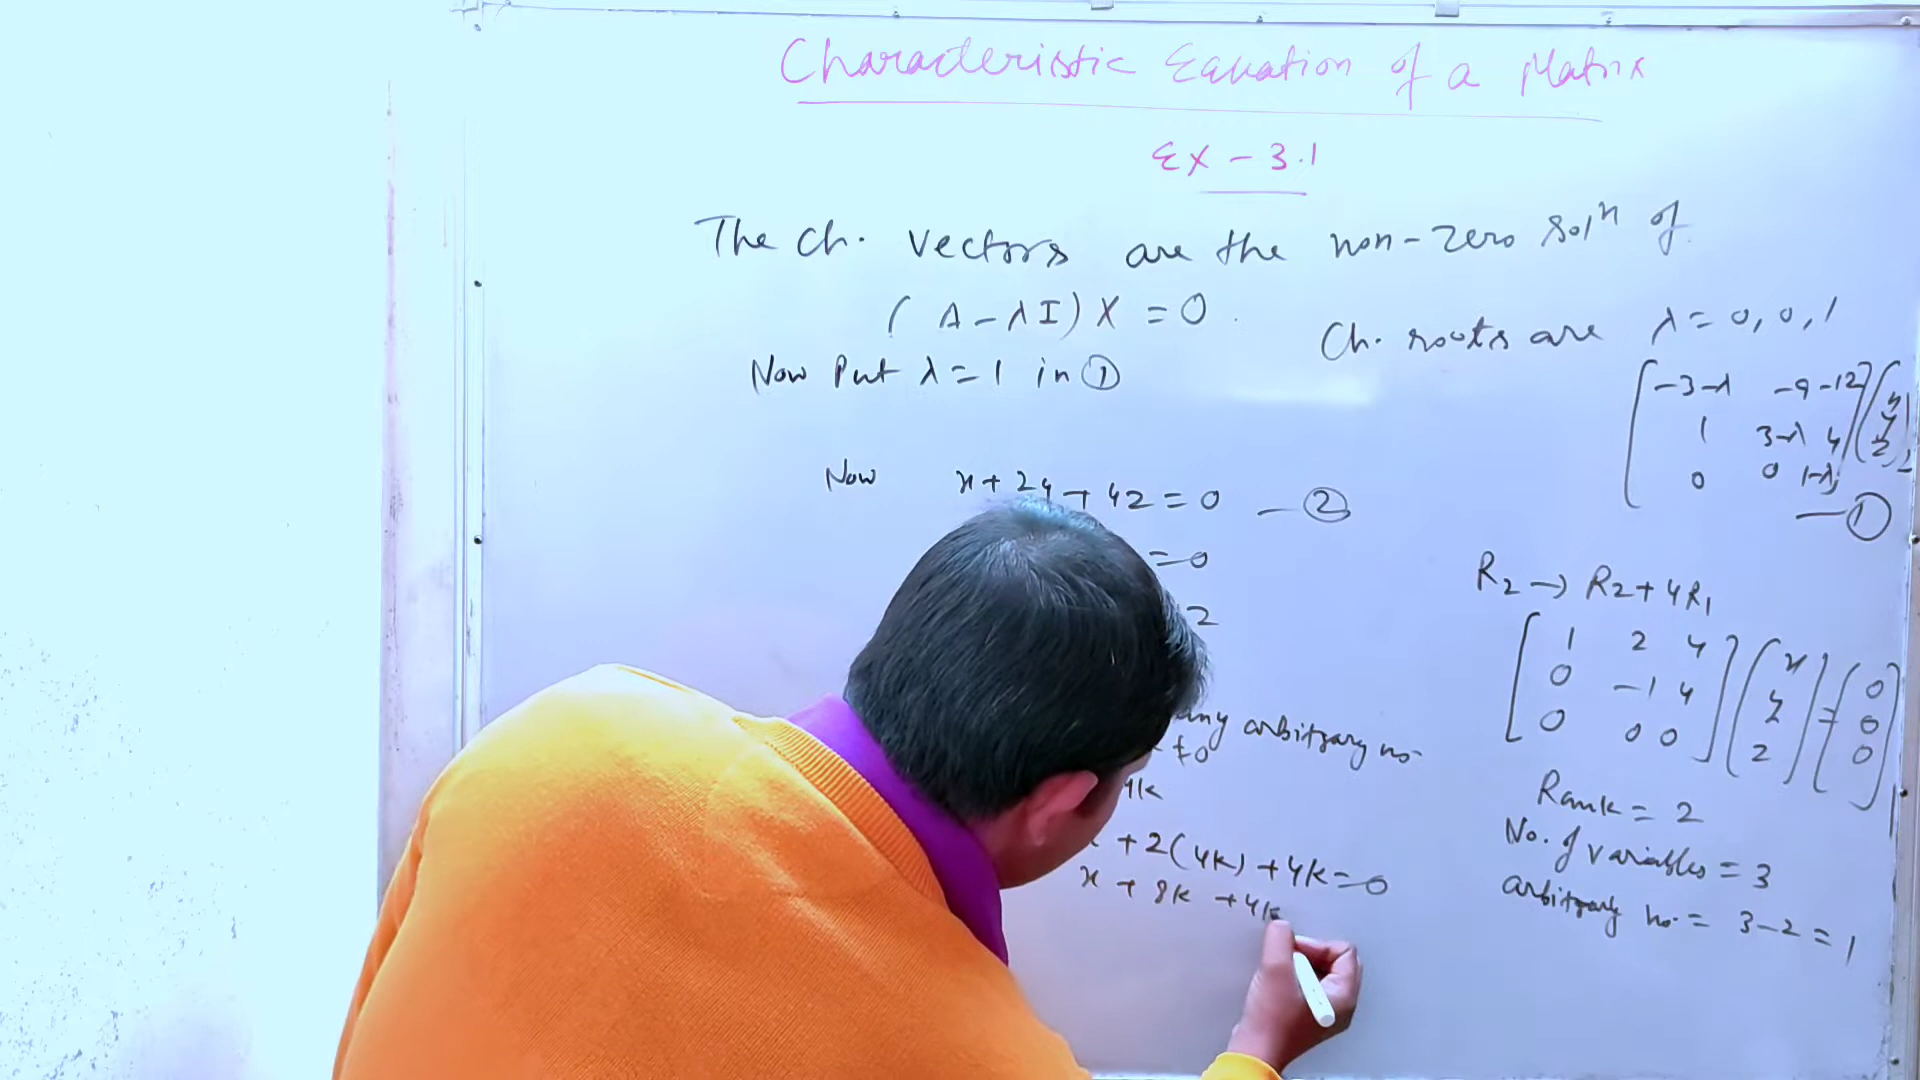 Characteristic Equation of a Matrix
Ex - 3.1
The ch. vectors are the non-zero solⁿ of
(A - λI) X = 0
Ch. roots are λ = 0, 0, 1
Now Put λ = 1 in ①
[-3-λ -9 -12] [x]
[1 3-λ 4] [y]
[0 0 1-λ] [z]
— ①
Now x + 2y + 4z = 0 — ②
= 0
R₂ → R₂ + 4R₁
[1 2 4] [x] = [0]
[0 -1 4] [y] [0]
[0 0 0] [z] [0]
any arbitrary no.
≠ 0
4k
Rank = 2
No. of variables = 3
arbitrary no. = 3 - 2 = 1
+ 2(4k) + 4k = 0
x + 8k + 4k